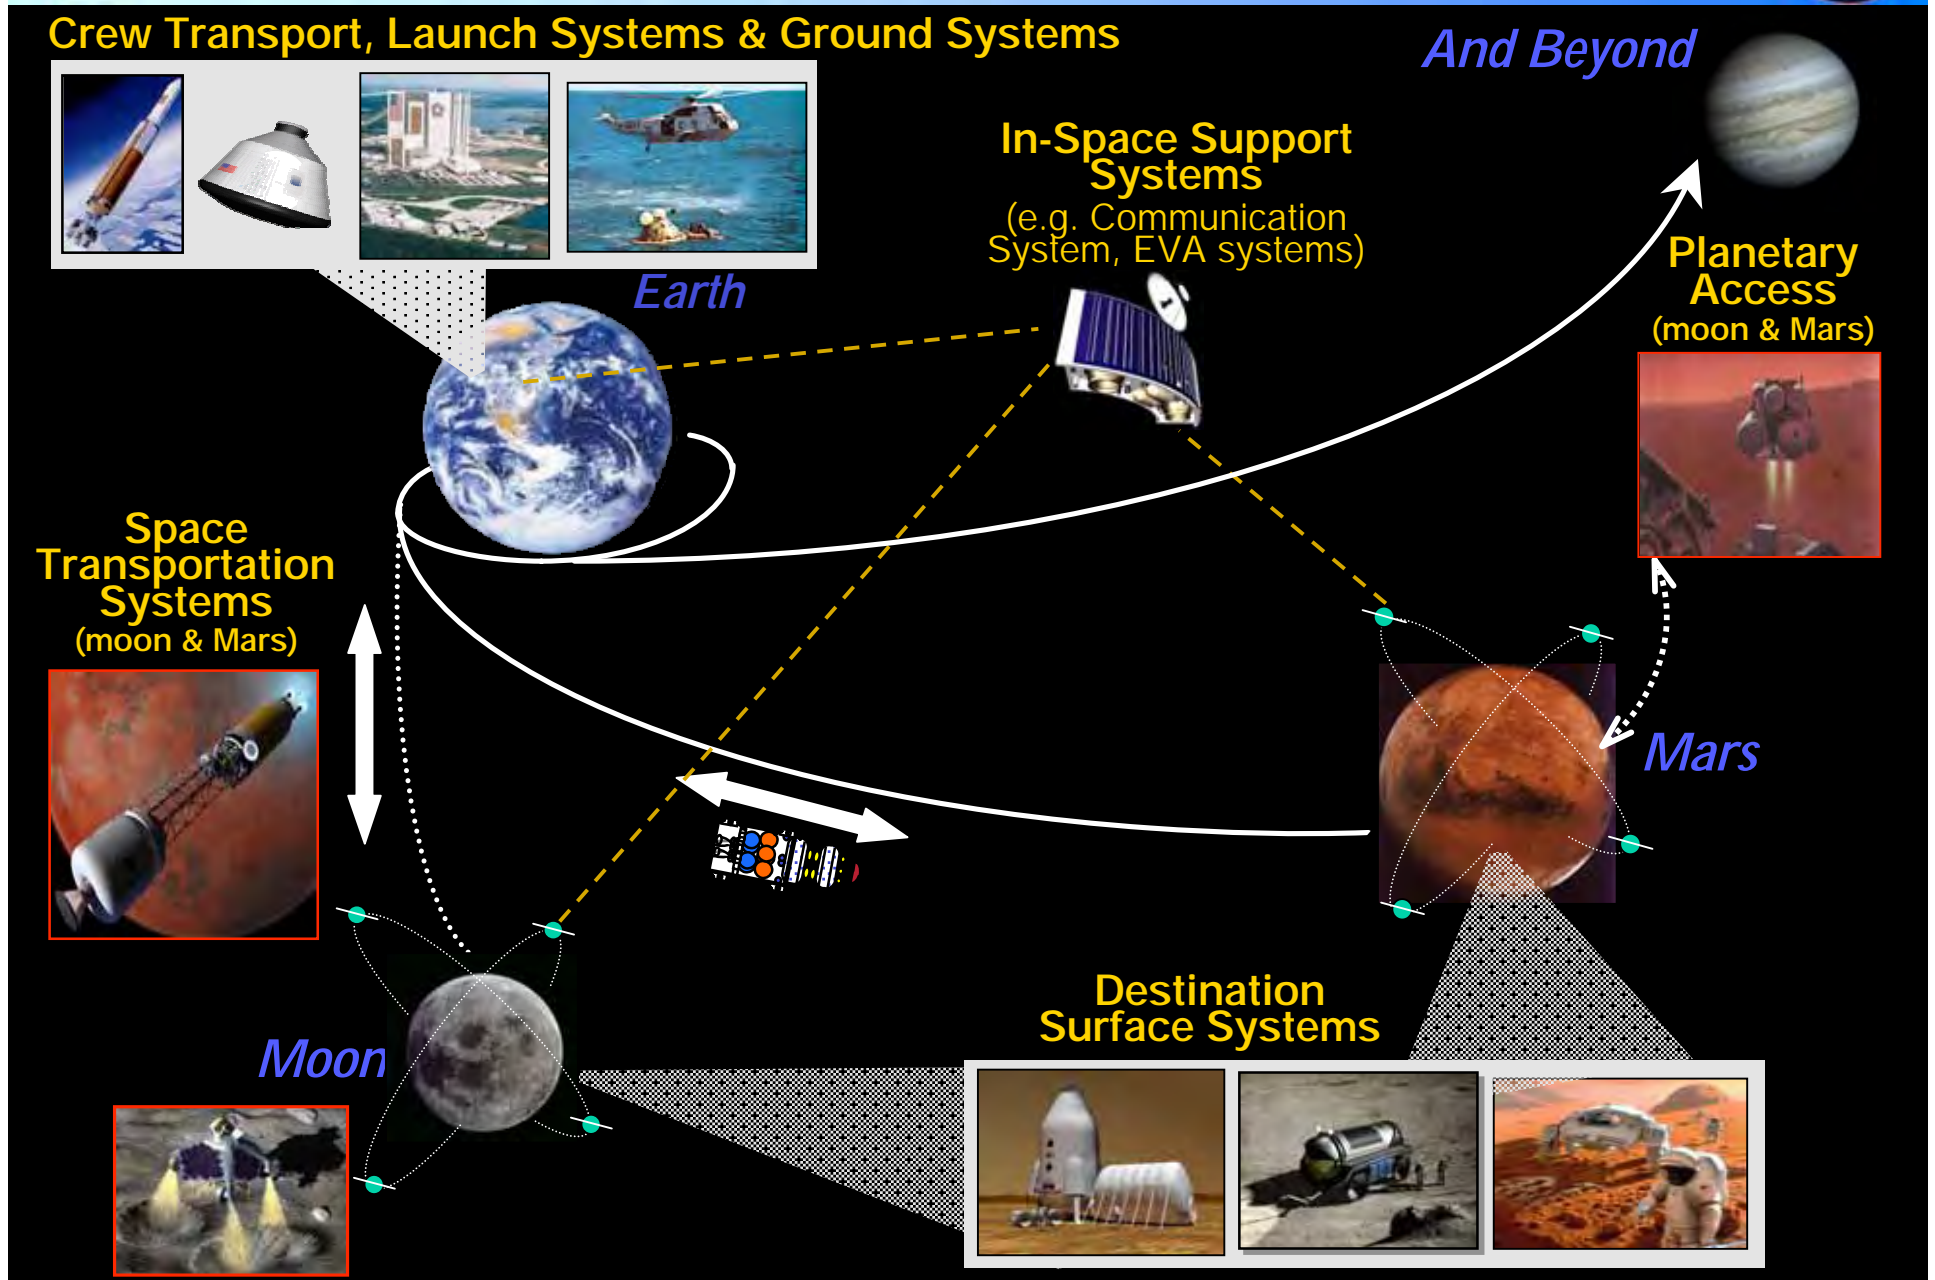 Crew Transport, Launch Systems & Ground Systems
And Beyond
In-Space Support
Systems
(e.g. Communication
System, EVA systems)
Planetary
Access
(moon & Mars)
Earth
Space
Transportation
Systems
(moon & Mars)
Mars
Destination
Surface Systems
Moon